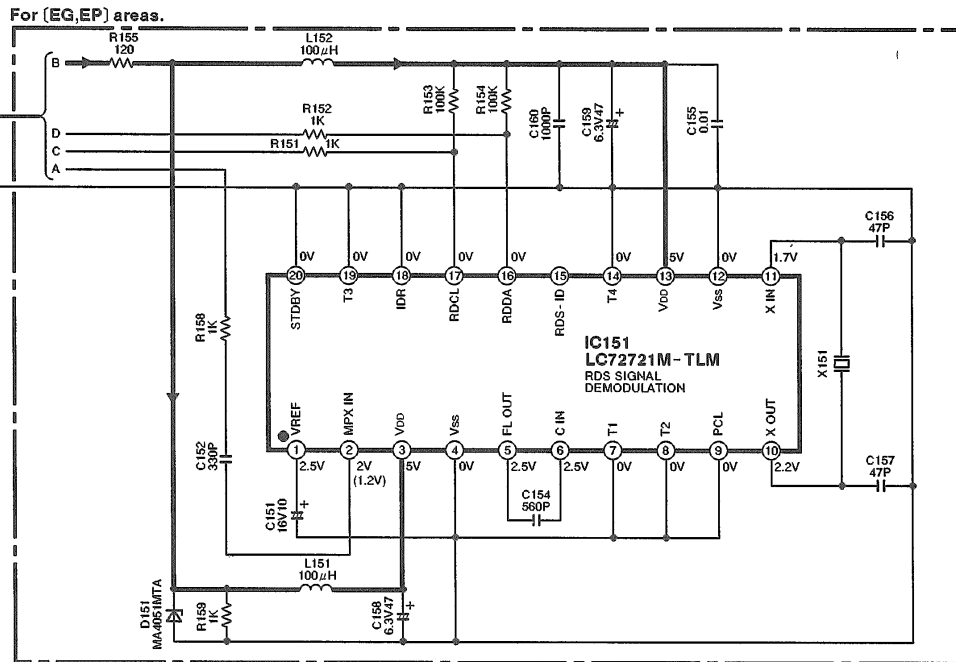 For [EG,EP] areas.
R155
120
L152
100μH
B
D
C
A
R152
1K
R151
1K
R153
100K
R154
100K
C160
1000P
C159
6.3V47
+
C155
0.01
C156
47P
0V
0V
0V
0V
0V
0V
5V
0V
1.7V
20
19
18
17
16
15
14
13
12
11
STDBY
T3
IDR
RDCL
RDDA
RDS-ID
T4
VDD
VSS
X IN
R158
1K
IC151
LC72721M-TLM
RDS SIGNAL
DEMODULATION
X151
VREF
MPX IN
VDD
VSS
FL OUT
C IN
T1
T2
PCL
X OUT
1
2
3
4
5
6
7
8
9
10
2.5V
2V
(1.2V)
5V
0V
2.5V
2.5V
0V
0V
0V
2.2V
C152
330P
C157
47P
C151
16V10
+
C154
560P
L151
100μH
D151
MA4051MTA
R159
1K
C158
6.3V47
+